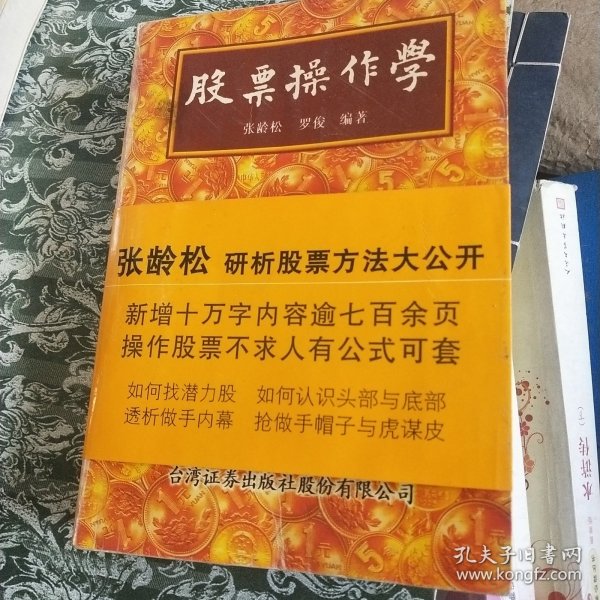 股票操作學
张龄松 罗俊 编著
张龄松 研析股票方法大公开
新增十万字内容逾七百余页
操作股票不求人有公式可套
如何找潜力股 如何认识头部与底部
透析做手内幕 抢做手帽子与虎谋皮
台湾证券出版社股份有限公司
水浒传
孔夫子旧书网
www.kongfz.com